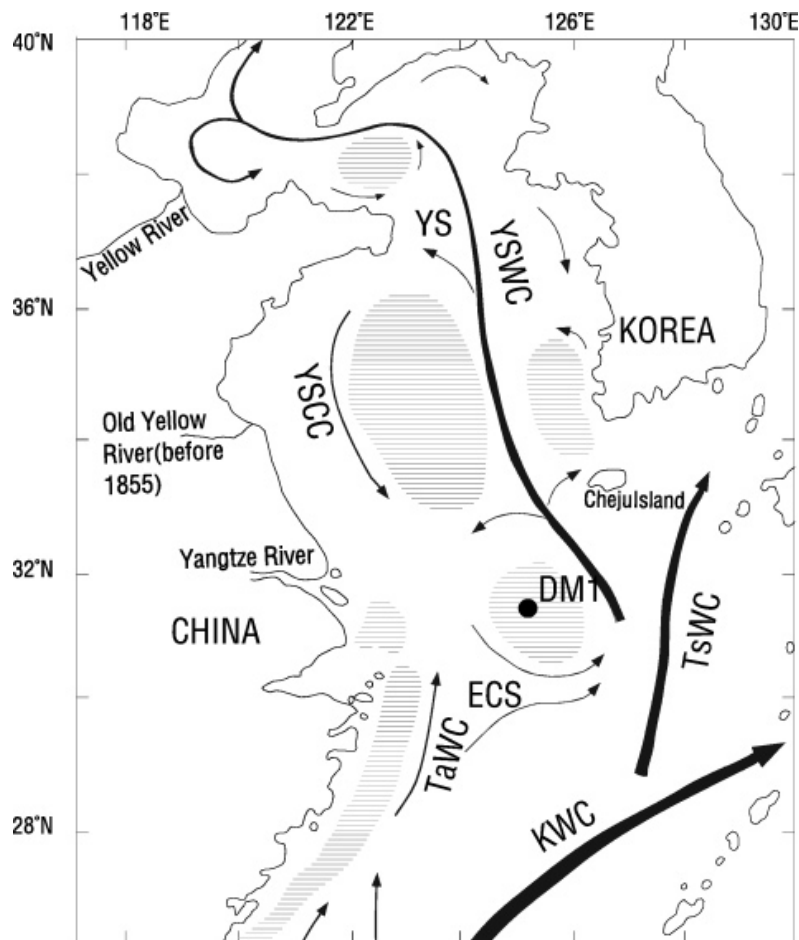 118°E 122°E 126°E 130°E
40°N
YS
YSWC
Yellow River
36°N
KOREA
YSCC
Old Yellow
River(before
1855)
ChejuIsland
Yangtze River
32°N
DM1
CHINA
TsWC
ECS
TaWC
28°N
KWC